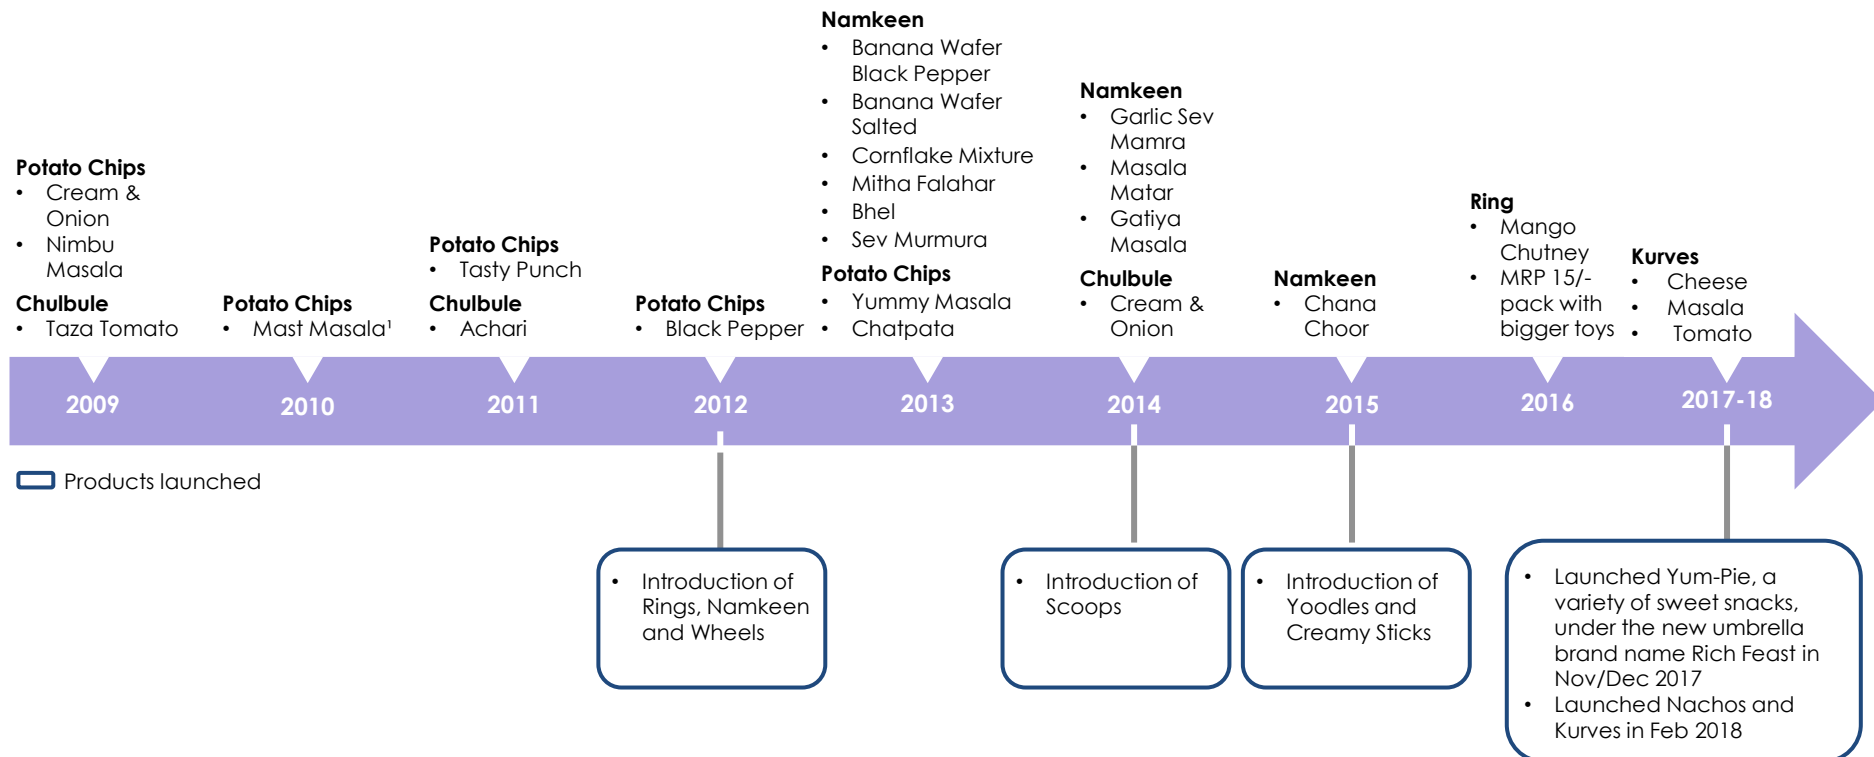 Potato Chips
• Cream &
Onion
• Nimbu
Masala
Chulbule
• Taza Tomato
Potato Chips
• Mast Masala¹
Potato Chips
• Tasty Punch
Chulbule
• Achari
Potato Chips
• Black Pepper
Namkeen
• Banana Wafer
Black Pepper
• Banana Wafer
Salted
• Cornflake Mixture
• Mitha Falahar
• Bhel
• Sev Murmura
Potato Chips
• Yummy Masala
• Chatpata
Namkeen
• Garlic Sev
Mamra
• Masala
Matar
• Gatiya
Masala
Chulbule
• Cream &
Onion
Namkeen
• Chana
Choor
Ring
• Mango
Chutney
• MRP 15/-
pack with
bigger toys
Kurves
• Cheese
• Masala
• Tomato
2009
2010
2011
2012
2013
2014
2015
2016
2017-18
Products launched
• Introduction of
Rings, Namkeen
and Wheels
• Introduction of
Scoops
• Introduction of
Yoodles and
Creamy Sticks
• Launched Yum-Pie, a
variety of sweet snacks,
under the new umbrella
brand name Rich Feast in
Nov/Dec 2017
• Launched Nachos and
Kurves in Feb 2018